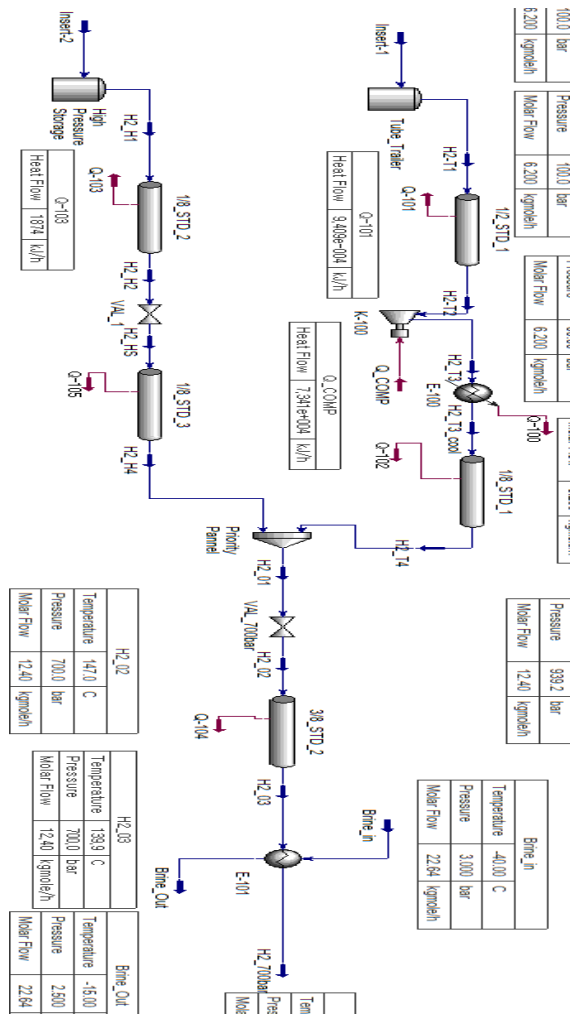 100.0 bar
6.200 kgmole/h
Pressure 100.0 bar
Molar Flow 6.200 kgmole/h
Molar Flow 6.200 kgmole/h
Pressure 939.2 bar
Molar Flow 12.40 kgmole/h
Brine_in
Temperature -40.00 C
Pressure 3.000 bar
Molar Flow 22.64 kgmole/h
Insert-1
Tube_Trailer
H2-T1
Q-101
1/2_STD_1
H2-T2
K-100
Q_COMP
H2_T3
E-100
Q-100
H2_T3_cool
Q-102
1/8_STD_1
H2_T4
Q-101
Heat Flow 9.409e-004 kJ/h
Q_COMP
Heat Flow 7.341e+004 kJ/h
Insert-2
High
Pressure
Storage
H2_H1
Q-103
1/8_STD_2
H2_H2
VAL_1
H2_HS
Q-105
1/8_STD_3
H2_H4
Q-103
Heat Flow 1874 kJ/h
Priority
Pannel
H2_01
VAL_700bar
H2_02
3/8_STD_2
Q-104
H2_03
Brine_in
E-101
Brine_Out
H2_700bar
H2_02
Temperature 147.0 C
Pressure 700.0 bar
Molar Flow 12.40 kgmole/h
H2_03
Temperature 139.9 C
Pressure 700.0 bar
Molar Flow 12.40 kgmole/h
Brine_Out
Temperature -15.00
Pressure 2.500
Molar Flow 22.64